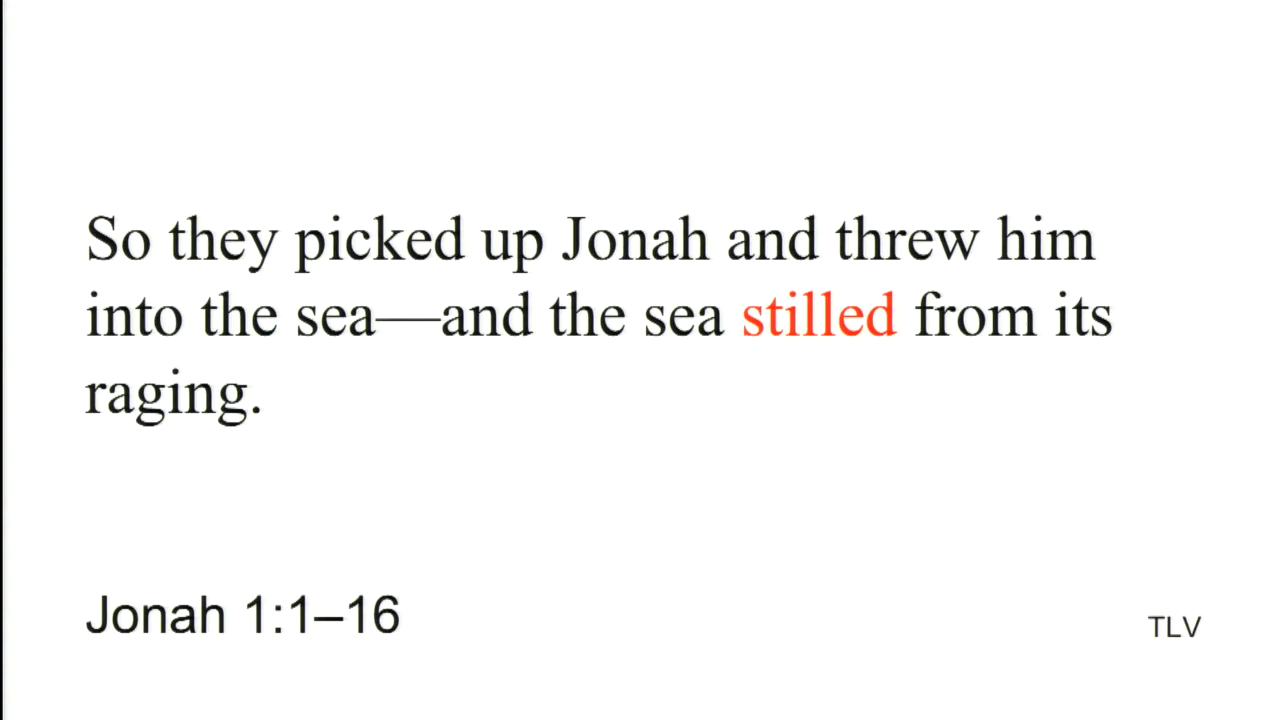 So they picked up Jonah and threw him
into the sea—and the sea stilled from its
raging.
Jonah 1:1–16
TLV